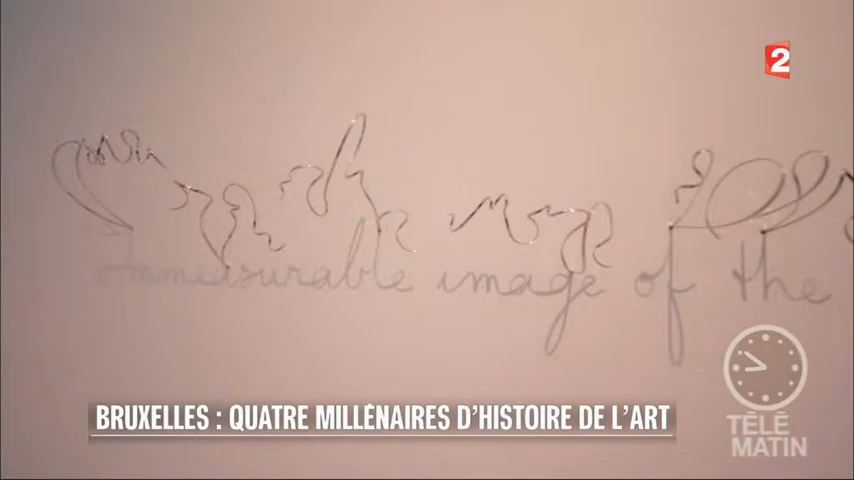 2
immeasurable image of the
BRUXELLES : QUATRE MILLÉNAIRES D'HISTOIRE DE L'ART
TÉLÉ
MATIN